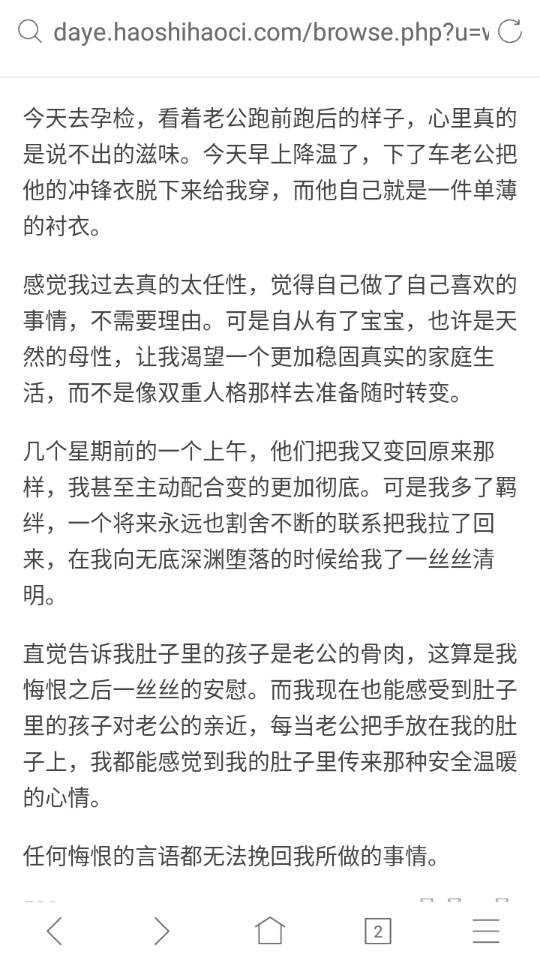 daye.haoshihaoci.com/browse.php?u=v
今天去孕检，看着老公跑前跑后的样子，心里真的
是说不出的滋味。今天早上降温了，下了车老公把
他的冲锋衣脱下来给我穿，而他自己就是一件单薄
的衬衣。
感觉我过去真的太任性，觉得自己做了自己喜欢的
事情，不需要理由。可是自从有了宝宝，也许是天
然的母性，让我渴望一个更加稳固真实的家庭生
活，而不是像双重人格那样去准备随时转变。
几个星期前的一个上午，他们把我又变回原来那
样，我甚至主动配合变的更加彻底。可是我多了羁
绊，一个将来永远也割舍不断的联系把我拉了回
来，在我向无底深渊堕落的时候给我了一丝丝清
明。
直觉告诉我肚子里的孩子是老公的骨肉，这算是我
悔恨之后一丝丝的安慰。而我现在也能感受到肚子
里的孩子对老公的亲近，每当老公把手放在我的肚
子上，我都能感觉到我的肚子里传来那种安全温暖
的心情。
任何悔恨的言语都无法挽回我所做的事情。
2